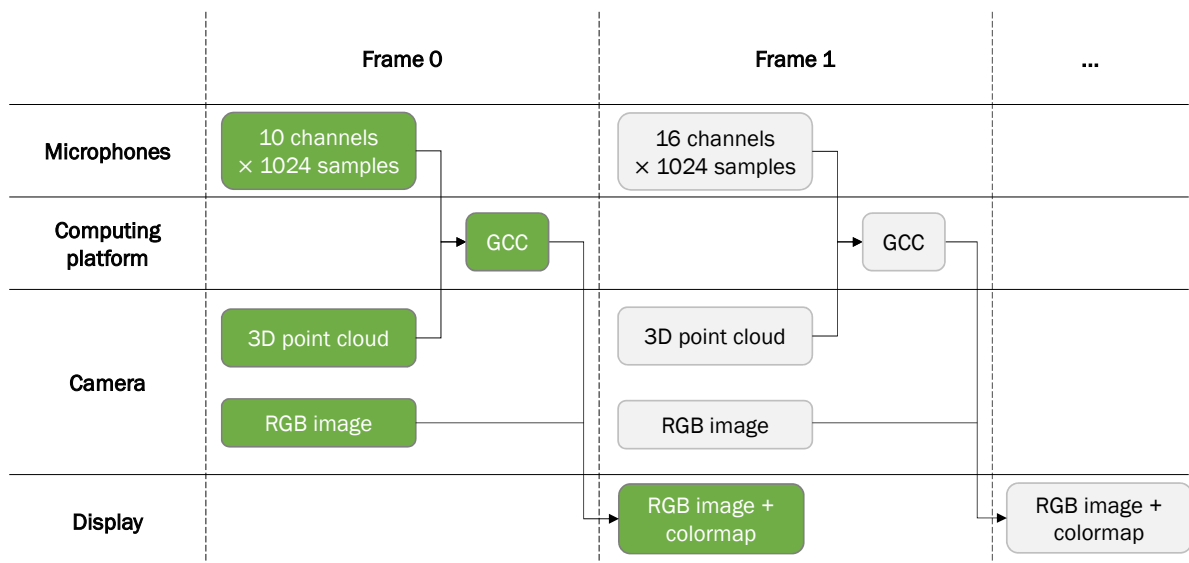 Frame 0
Frame 1
...
Microphones
10 channels
× 1024 samples
16 channels
× 1024 samples
Computing
platform
GCC
GCC
Camera
3D point cloud
3D point cloud
RGB image
RGB image
Display
RGB image +
colormap
RGB image +
colormap